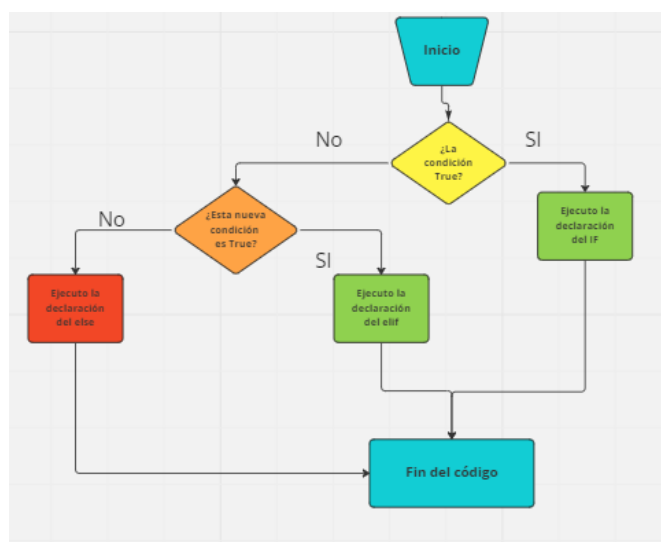 Inicio
No
SI
¿La
condición
True?
¿Esta nueva
condición
es True?
Ejecuto la
declaración
del IF
No
SI
Ejecuto la
declaración
del else
Ejecuto la
declaración
del elif
Fin del código